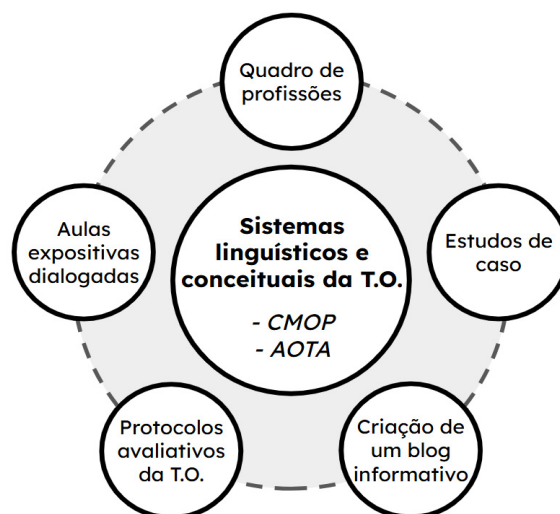 Quadro de
profissões
Aulas
expositivas
dialogadas
Sistemas
linguísticos e
conceituais da T.O.
- CMOP
- AOTA
Estudos de
caso
Protocolos
avaliativos
da T.O.
Criação de
um blog
informativo